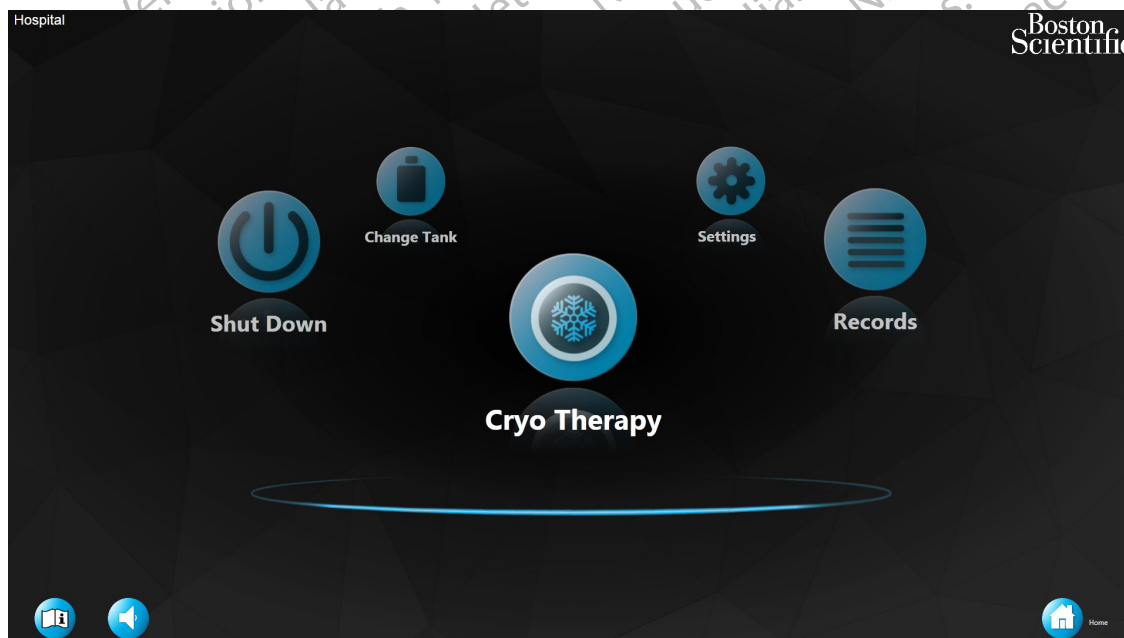 Hospital
Boston
Scientific
Change Tank
Settings
Shut Down
Records
Cryo Therapy
Home